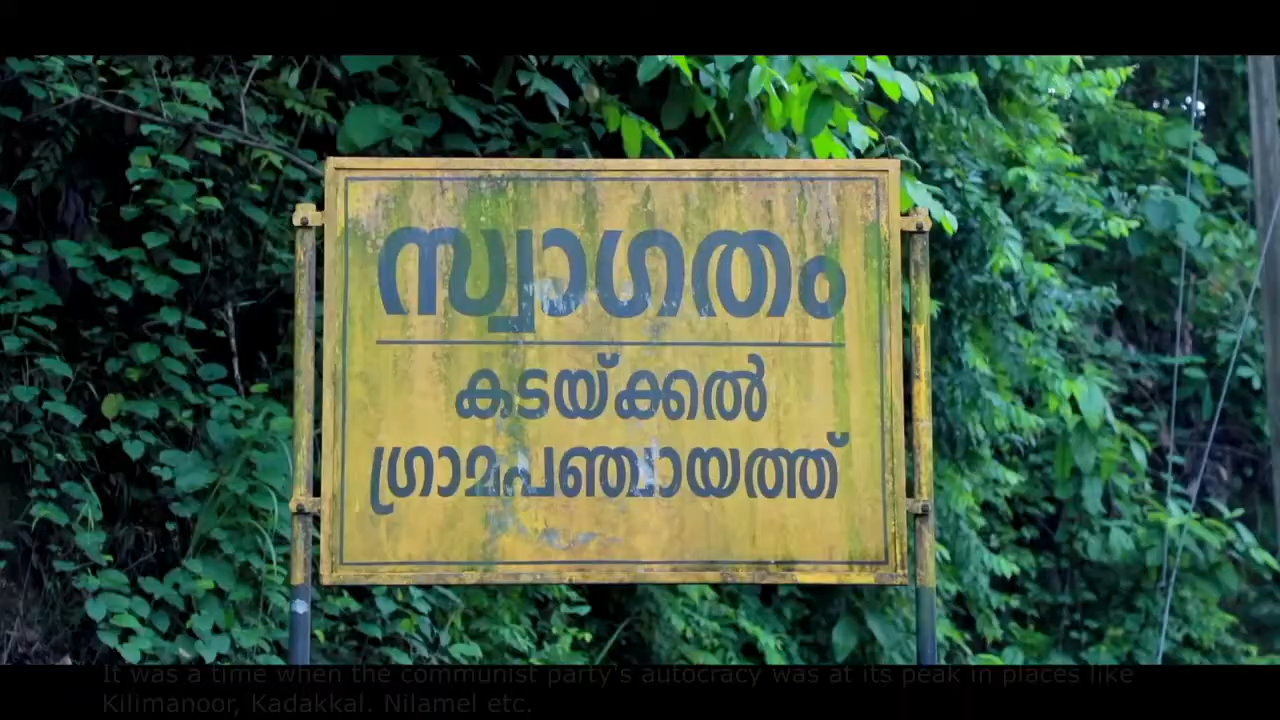 സ്വാഗതം
കടയ്ക്കൽ
ഗ്രാമപഞ്ചായത്ത്
It was a time when the communist party's autocracy was at its peak in places like
Kilimanoor, Kadakkal. Nilamel etc.